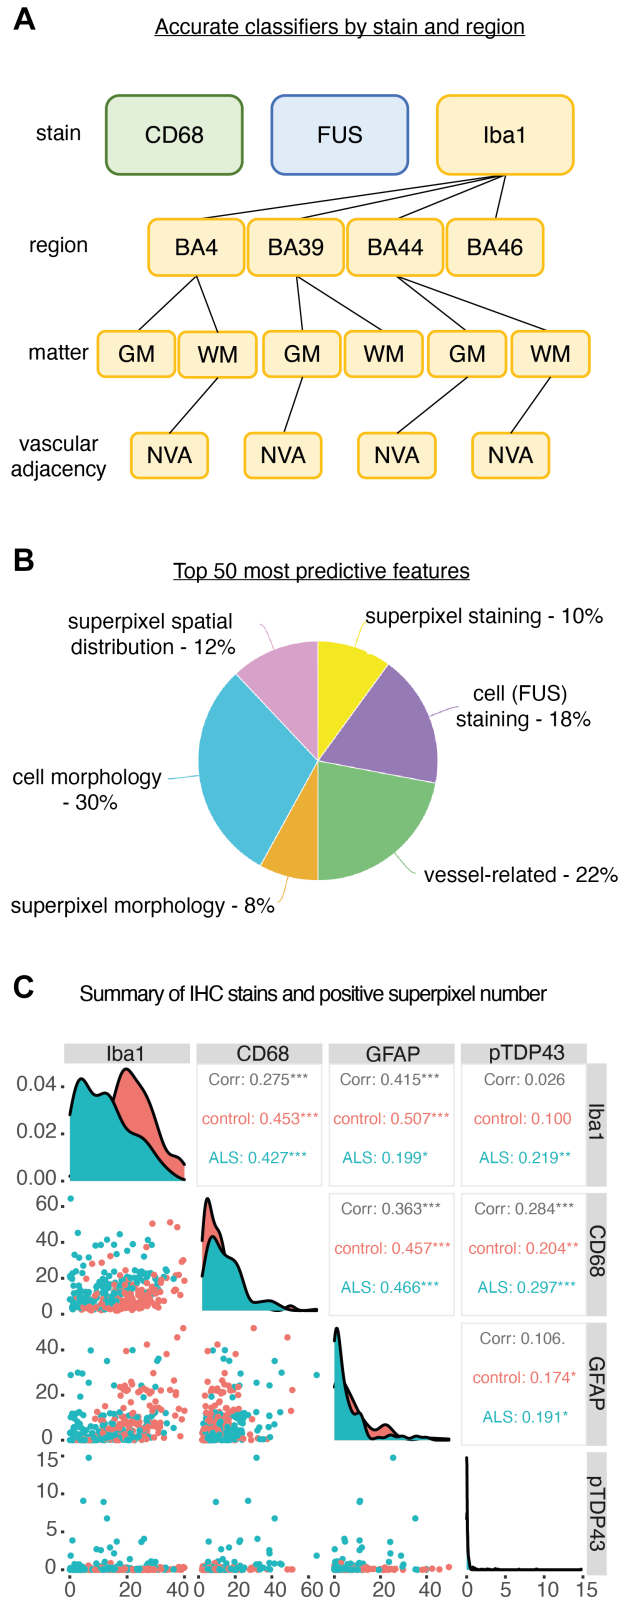 A
Accurate classifiers by stain and region
stain
CD68
FUS
Iba1
region
BA4
BA39
BA44
BA46
matter
GM
WM
GM
WM
GM
WM
vascular
adjacency
NVA
NVA
NVA
NVA
B
Top 50 most predictive features
superpixel spatial
distribution - 12%
superpixel staining - 10%
cell (FUS)
staining - 18%
cell morphology
- 30%
vessel-related - 22%
superpixel morphology - 8%
C
Summary of IHC stains and positive superpixel number
Iba1
CD68
GFAP
pTDP43
0.04
0.02
0.00
Corr: 0.275***
control: 0.453***
ALS: 0.427***
Corr: 0.415***
control: 0.507***
ALS: 0.199*
Corr: 0.026
control: 0.100
ALS: 0.219**
Iba1
60
40
20
0
Corr: 0.363***
control: 0.457***
ALS: 0.466***
Corr: 0.284***
control: 0.204**
ALS: 0.297***
CD68
40
20
0
Corr: 0.106.
control: 0.174*
ALS: 0.191*
GFAP
15
10
5
0
pTDP43
0 20 40
0 20 40 60
0 20 40
0 5 10 15